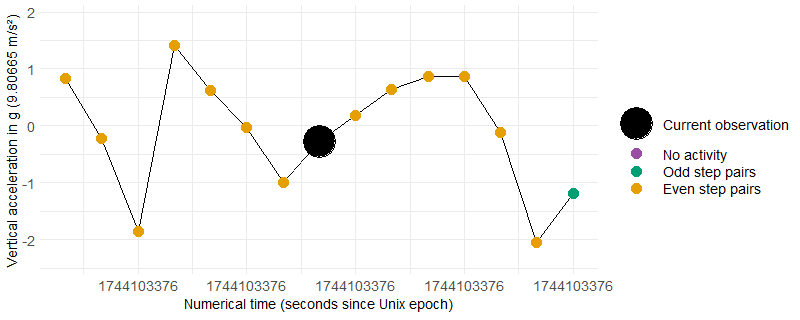 Vertical acceleration in g (9.80665 m/s²)
2
1
0
-1
-2
1744103376 1744103376 1744103376 1744103376 1744103376
Numerical time (seconds since Unix epoch)
Current observation
No activity
Odd step pairs
Even step pairs